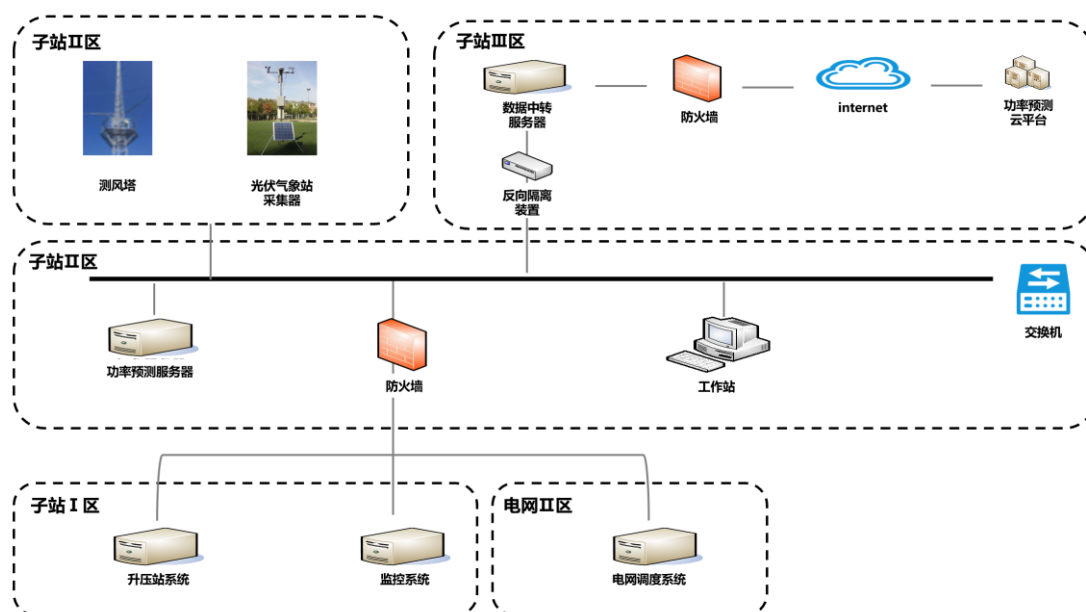 子站Ⅱ区
测风塔
光伏气象站
采集器
子站Ⅲ区
数据中转
服务器
防火墙
internet
功率预测
云平台
反向隔离
装置
子站Ⅱ区
交换机
功率预测服务器
防火墙
工作站
子站Ⅰ区
升压站系统
监控系统
电网Ⅱ区
电网调度系统